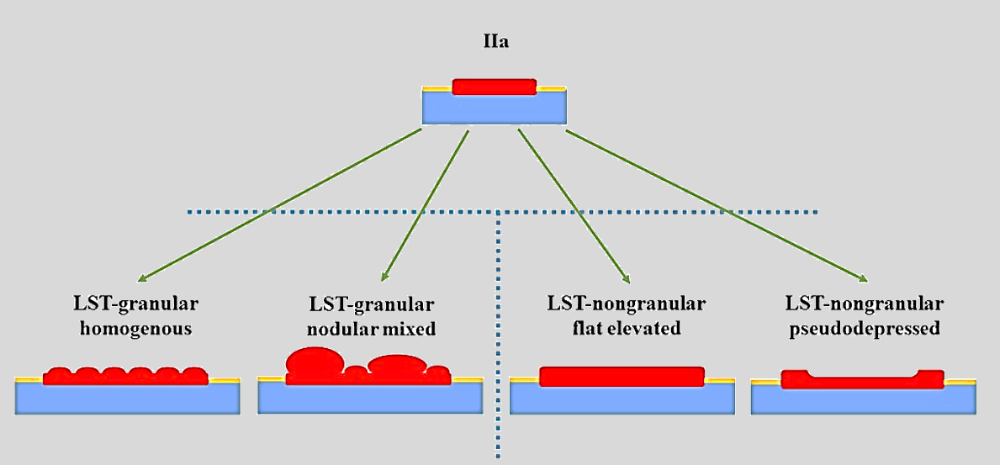 IIa
LST-granular
homogenous
LST-granular
nodular mixed
LST-nongranular
flat elevated
LST-nongranular
pseudodepressed